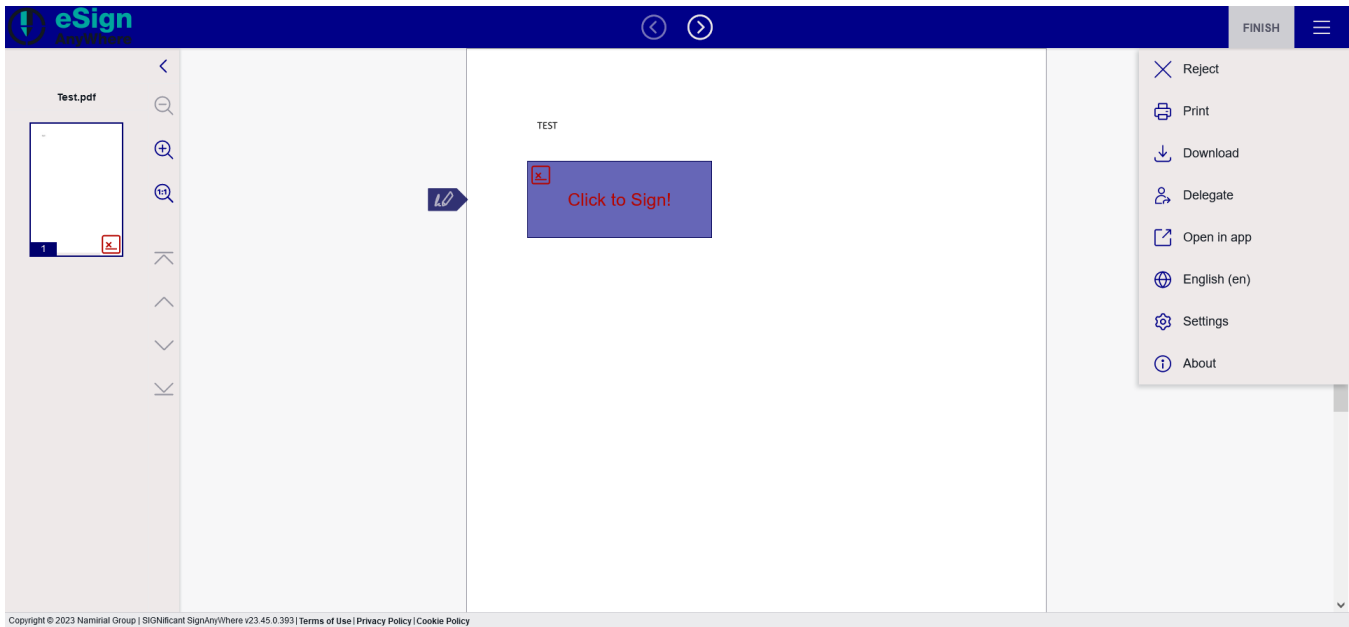 eSign
AnyWhere
FINISH
Test.pdf
1
1:1
TEST
x
Click to Sign!
x
Reject
Print
Download
Delegate
Open in app
English (en)
Settings
About
Copyright © 2023 Namirial Group | SIGNificant SignAnyWhere v23.45.0.393 | Terms of Use | Privacy Policy | Cookie Policy